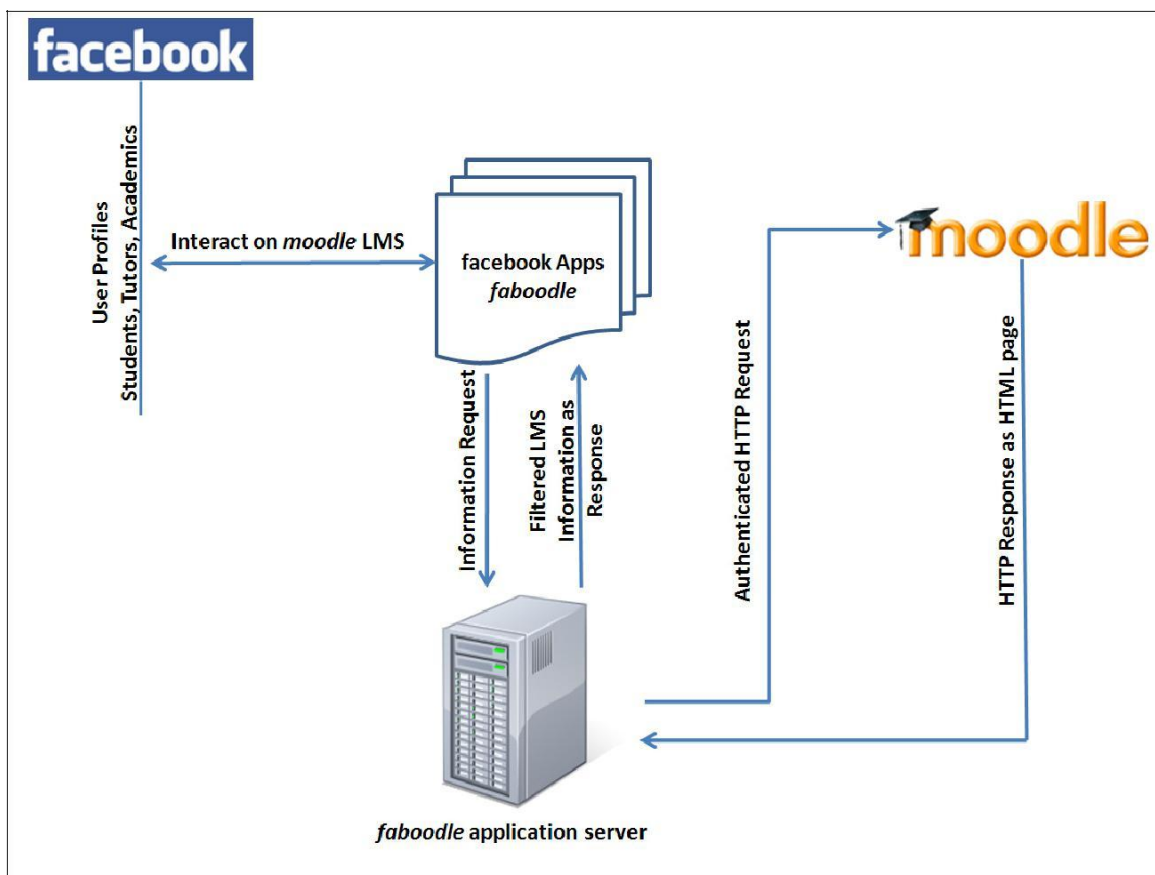 facebook
User Profiles
Students, Tutors, Academics
Interact on moodle LMS
facebook Apps
faboodle
moodle
Information Request
Filtered LMS
Information as
Response
Authenticated HTTP Request
HTTP Response as HTML page
faboodle application server